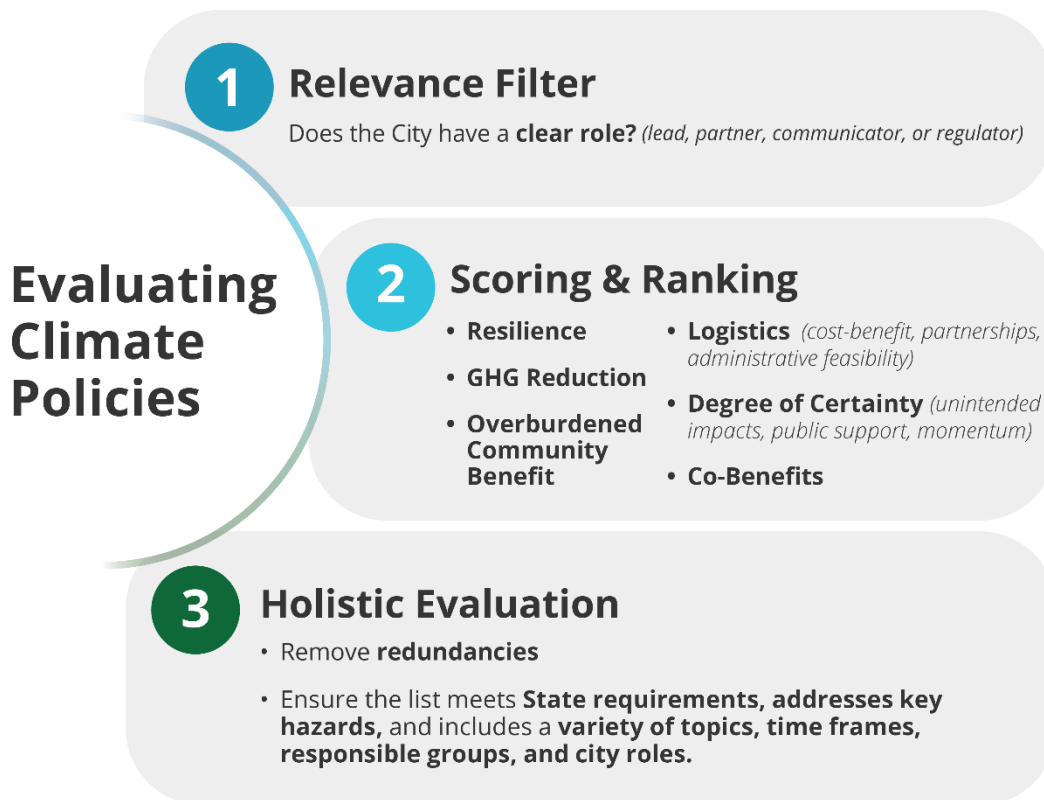 Evaluating
Climate
Policies
1
Relevance Filter
Does the City have a clear role? (lead, partner, communicator, or regulator)
2
Scoring & Ranking
• Resilience
• GHG Reduction
• Overburdened
Community
Benefit
• Logistics (cost-benefit, partnerships,
administrative feasibility)
• Degree of Certainty (unintended
impacts, public support, momentum)
• Co-Benefits
3
Holistic Evaluation
• Remove redundancies
• Ensure the list meets State requirements, addresses key
hazards, and includes a variety of topics, time frames,
responsible groups, and city roles.